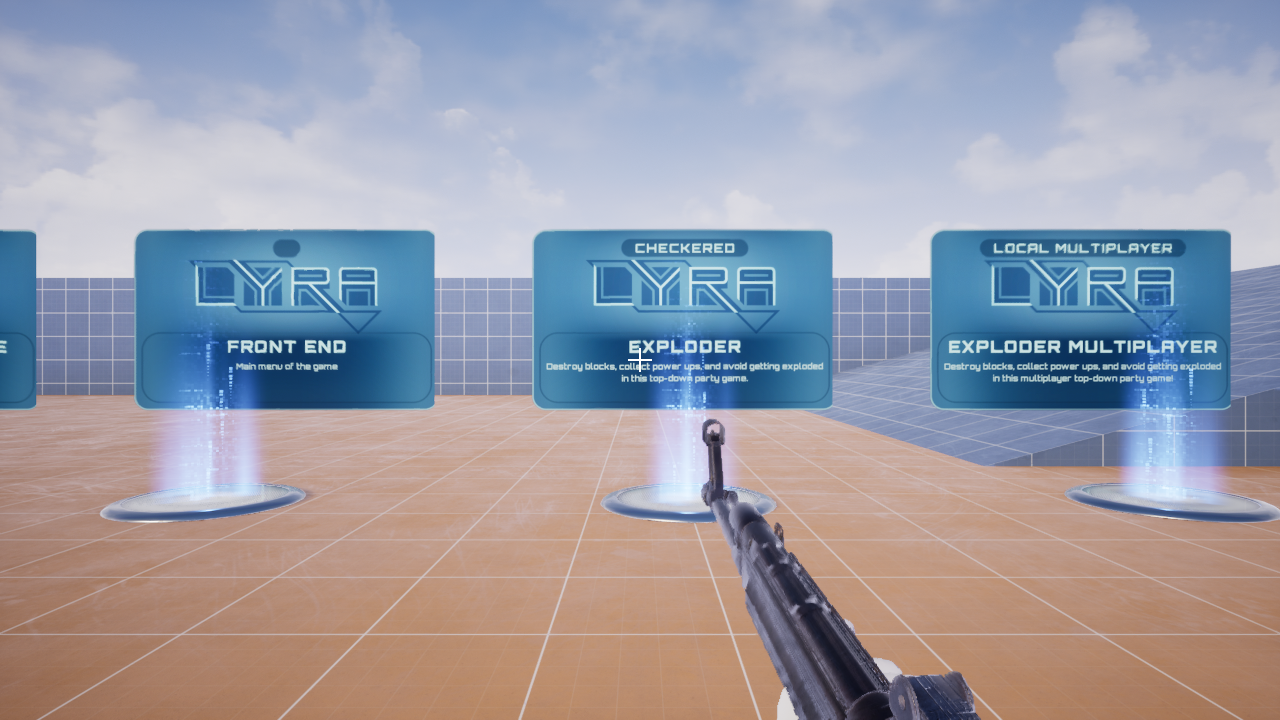 E
LYRA
FRONT END
Main menu of the game
CHECKERED
LYRA
EXPLODER
Destroy blocks, collect power ups, and avoid getting exploded
in this top-down party game.
LOCAL MULTIPLAYER
LYRA
EXPLODER MULTIPLAYER
Destroy blocks, collect power ups, and avoid getting exploded
in this multiplayer top-down party game!